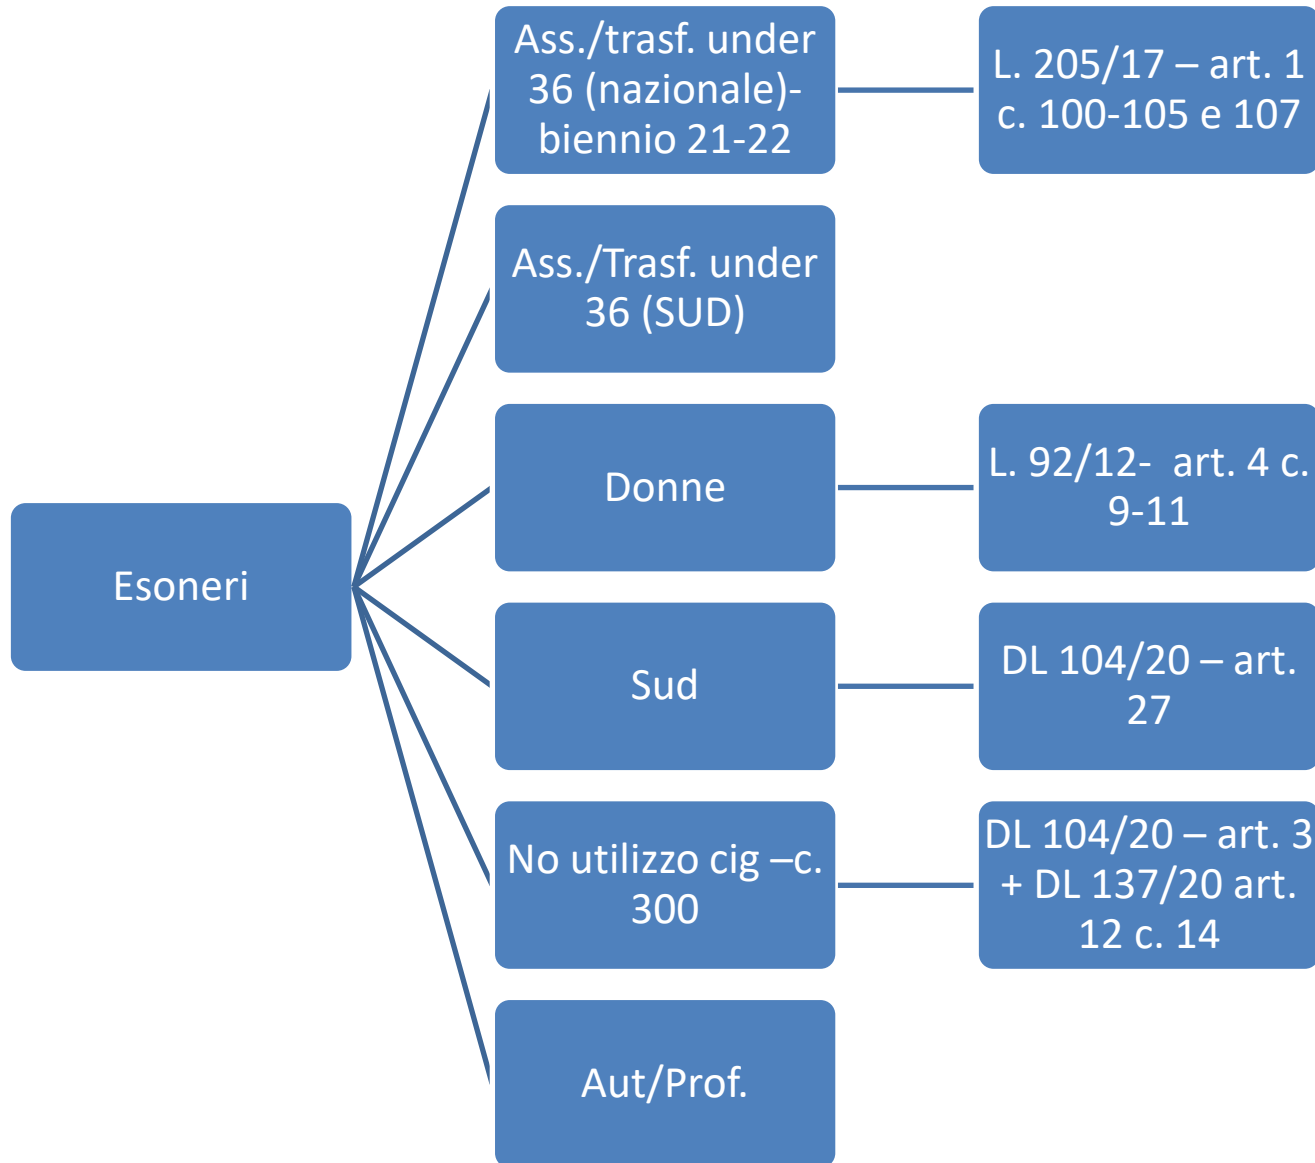 Esoneri
Ass./trasf. under
36 (nazionale)-
biennio 21-22
L. 205/17 – art. 1
c. 100-105 e 107
Ass./Trasf. under
36 (SUD)
Donne
L. 92/12-  art. 4 c.
9-11
Sud
DL 104/20 – art.
27
No utilizzo cig –c.
300
DL 104/20 – art. 3
+ DL 137/20 art.
12 c. 14
Aut/Prof.